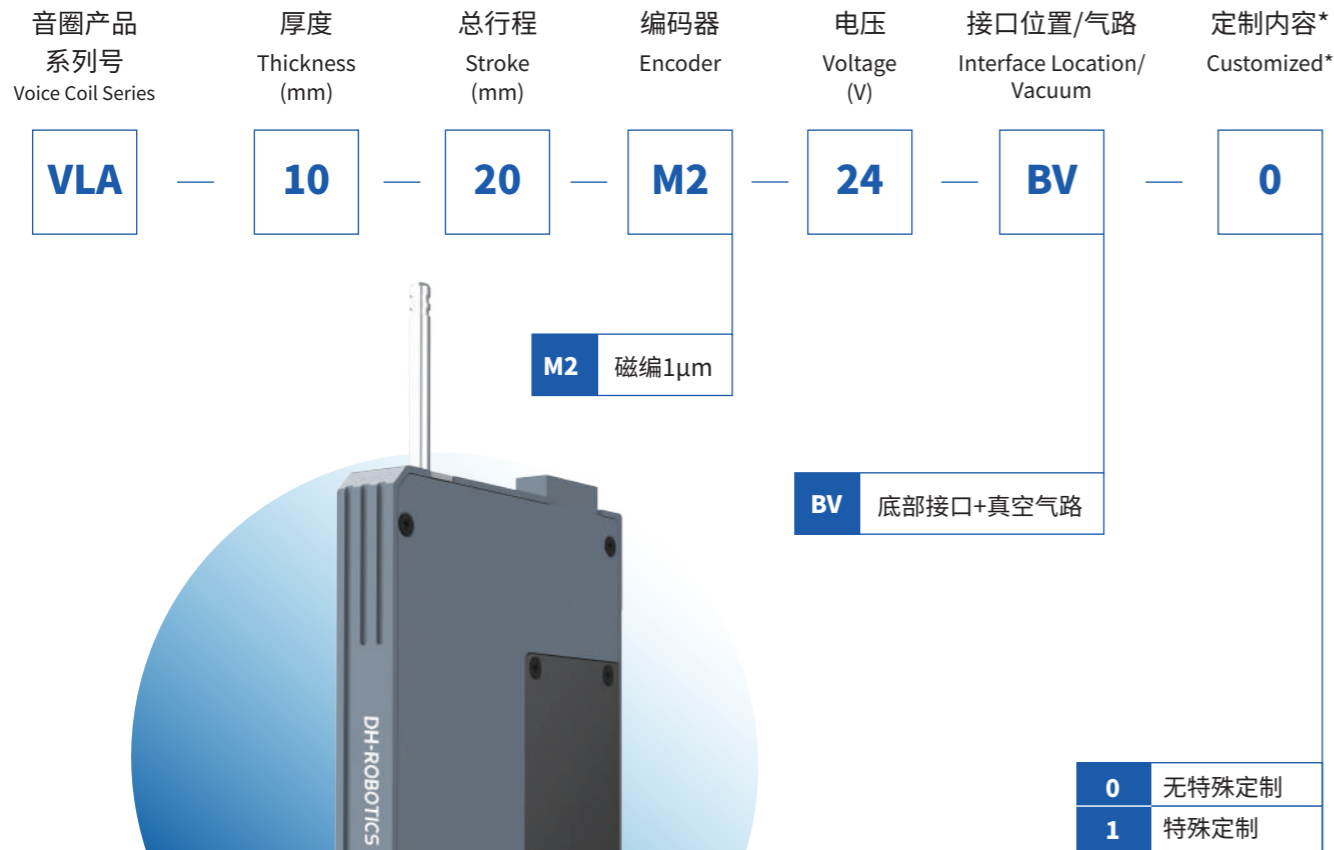 音圈产品
系列号
Voice Coil Series
厚度
Thickness
(mm)
总行程
Stroke
(mm)
编码器
Encoder
电压
Voltage
(V)
接口位置/气路
Interface Location/
Vacuum
定制内容*
Customized*
VLA — 10 — 20 — M2 — 24 — BV — 0
M2 磁编1μm
BV 底部接口+真空气路
DH-ROBOTICS
0 无特殊定制
1 特殊定制